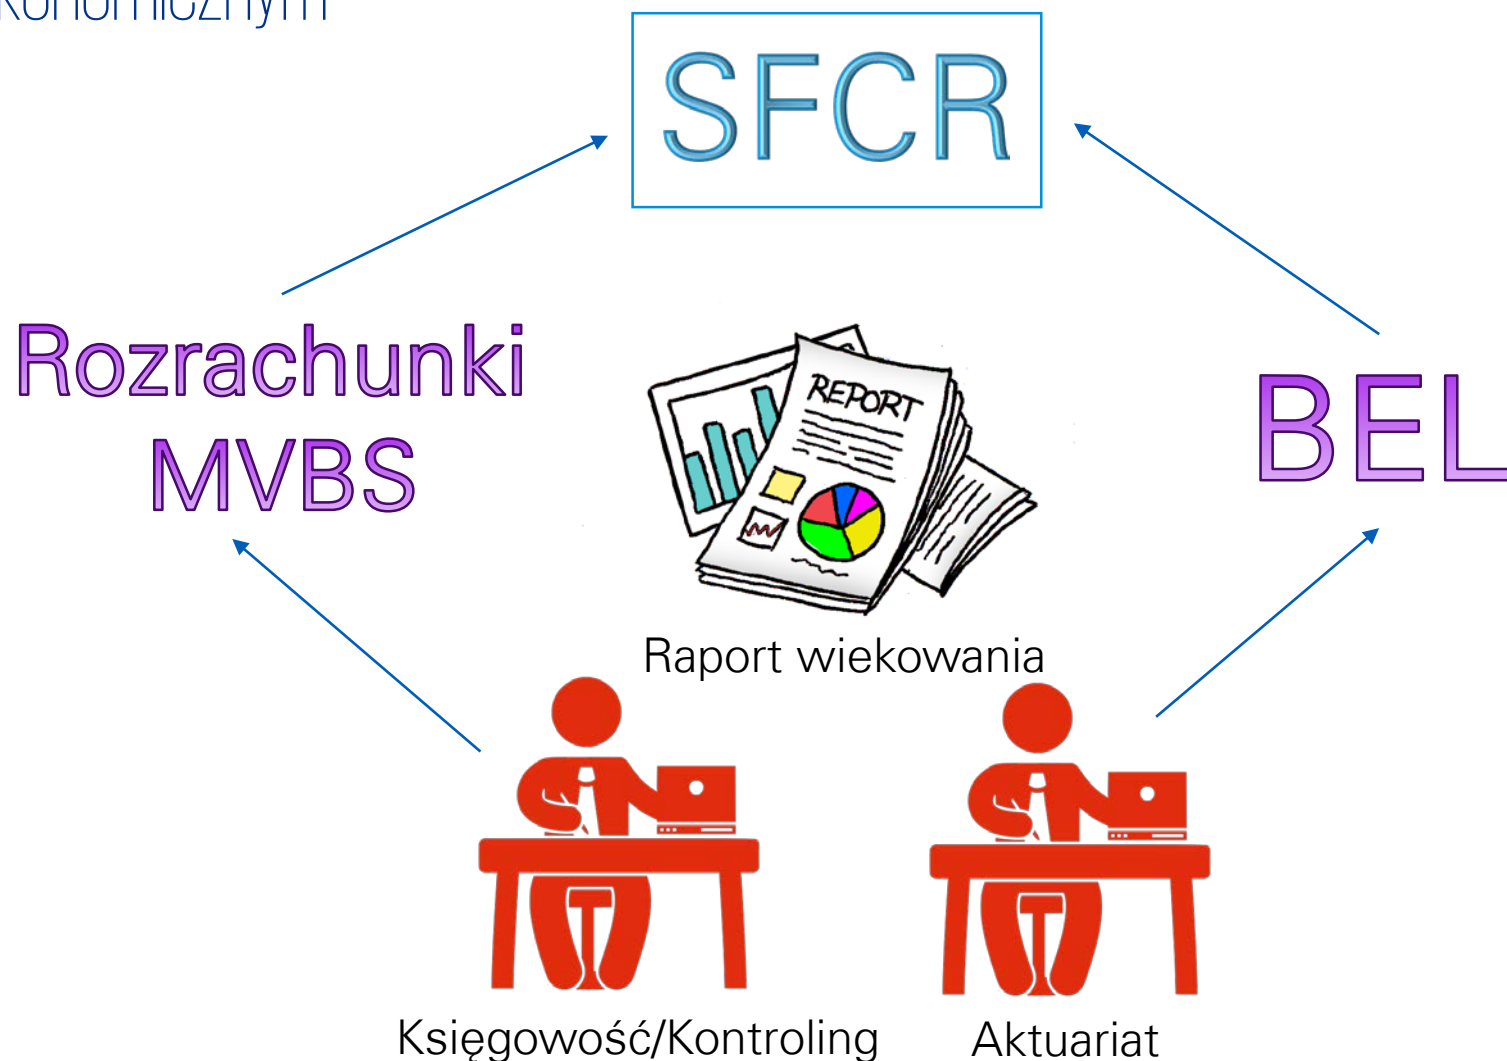 SFCR
Rozrachunki
MVBS
BEL
REPORT
Raport wiekowania
Księgowość/Kontroling
Aktuariat